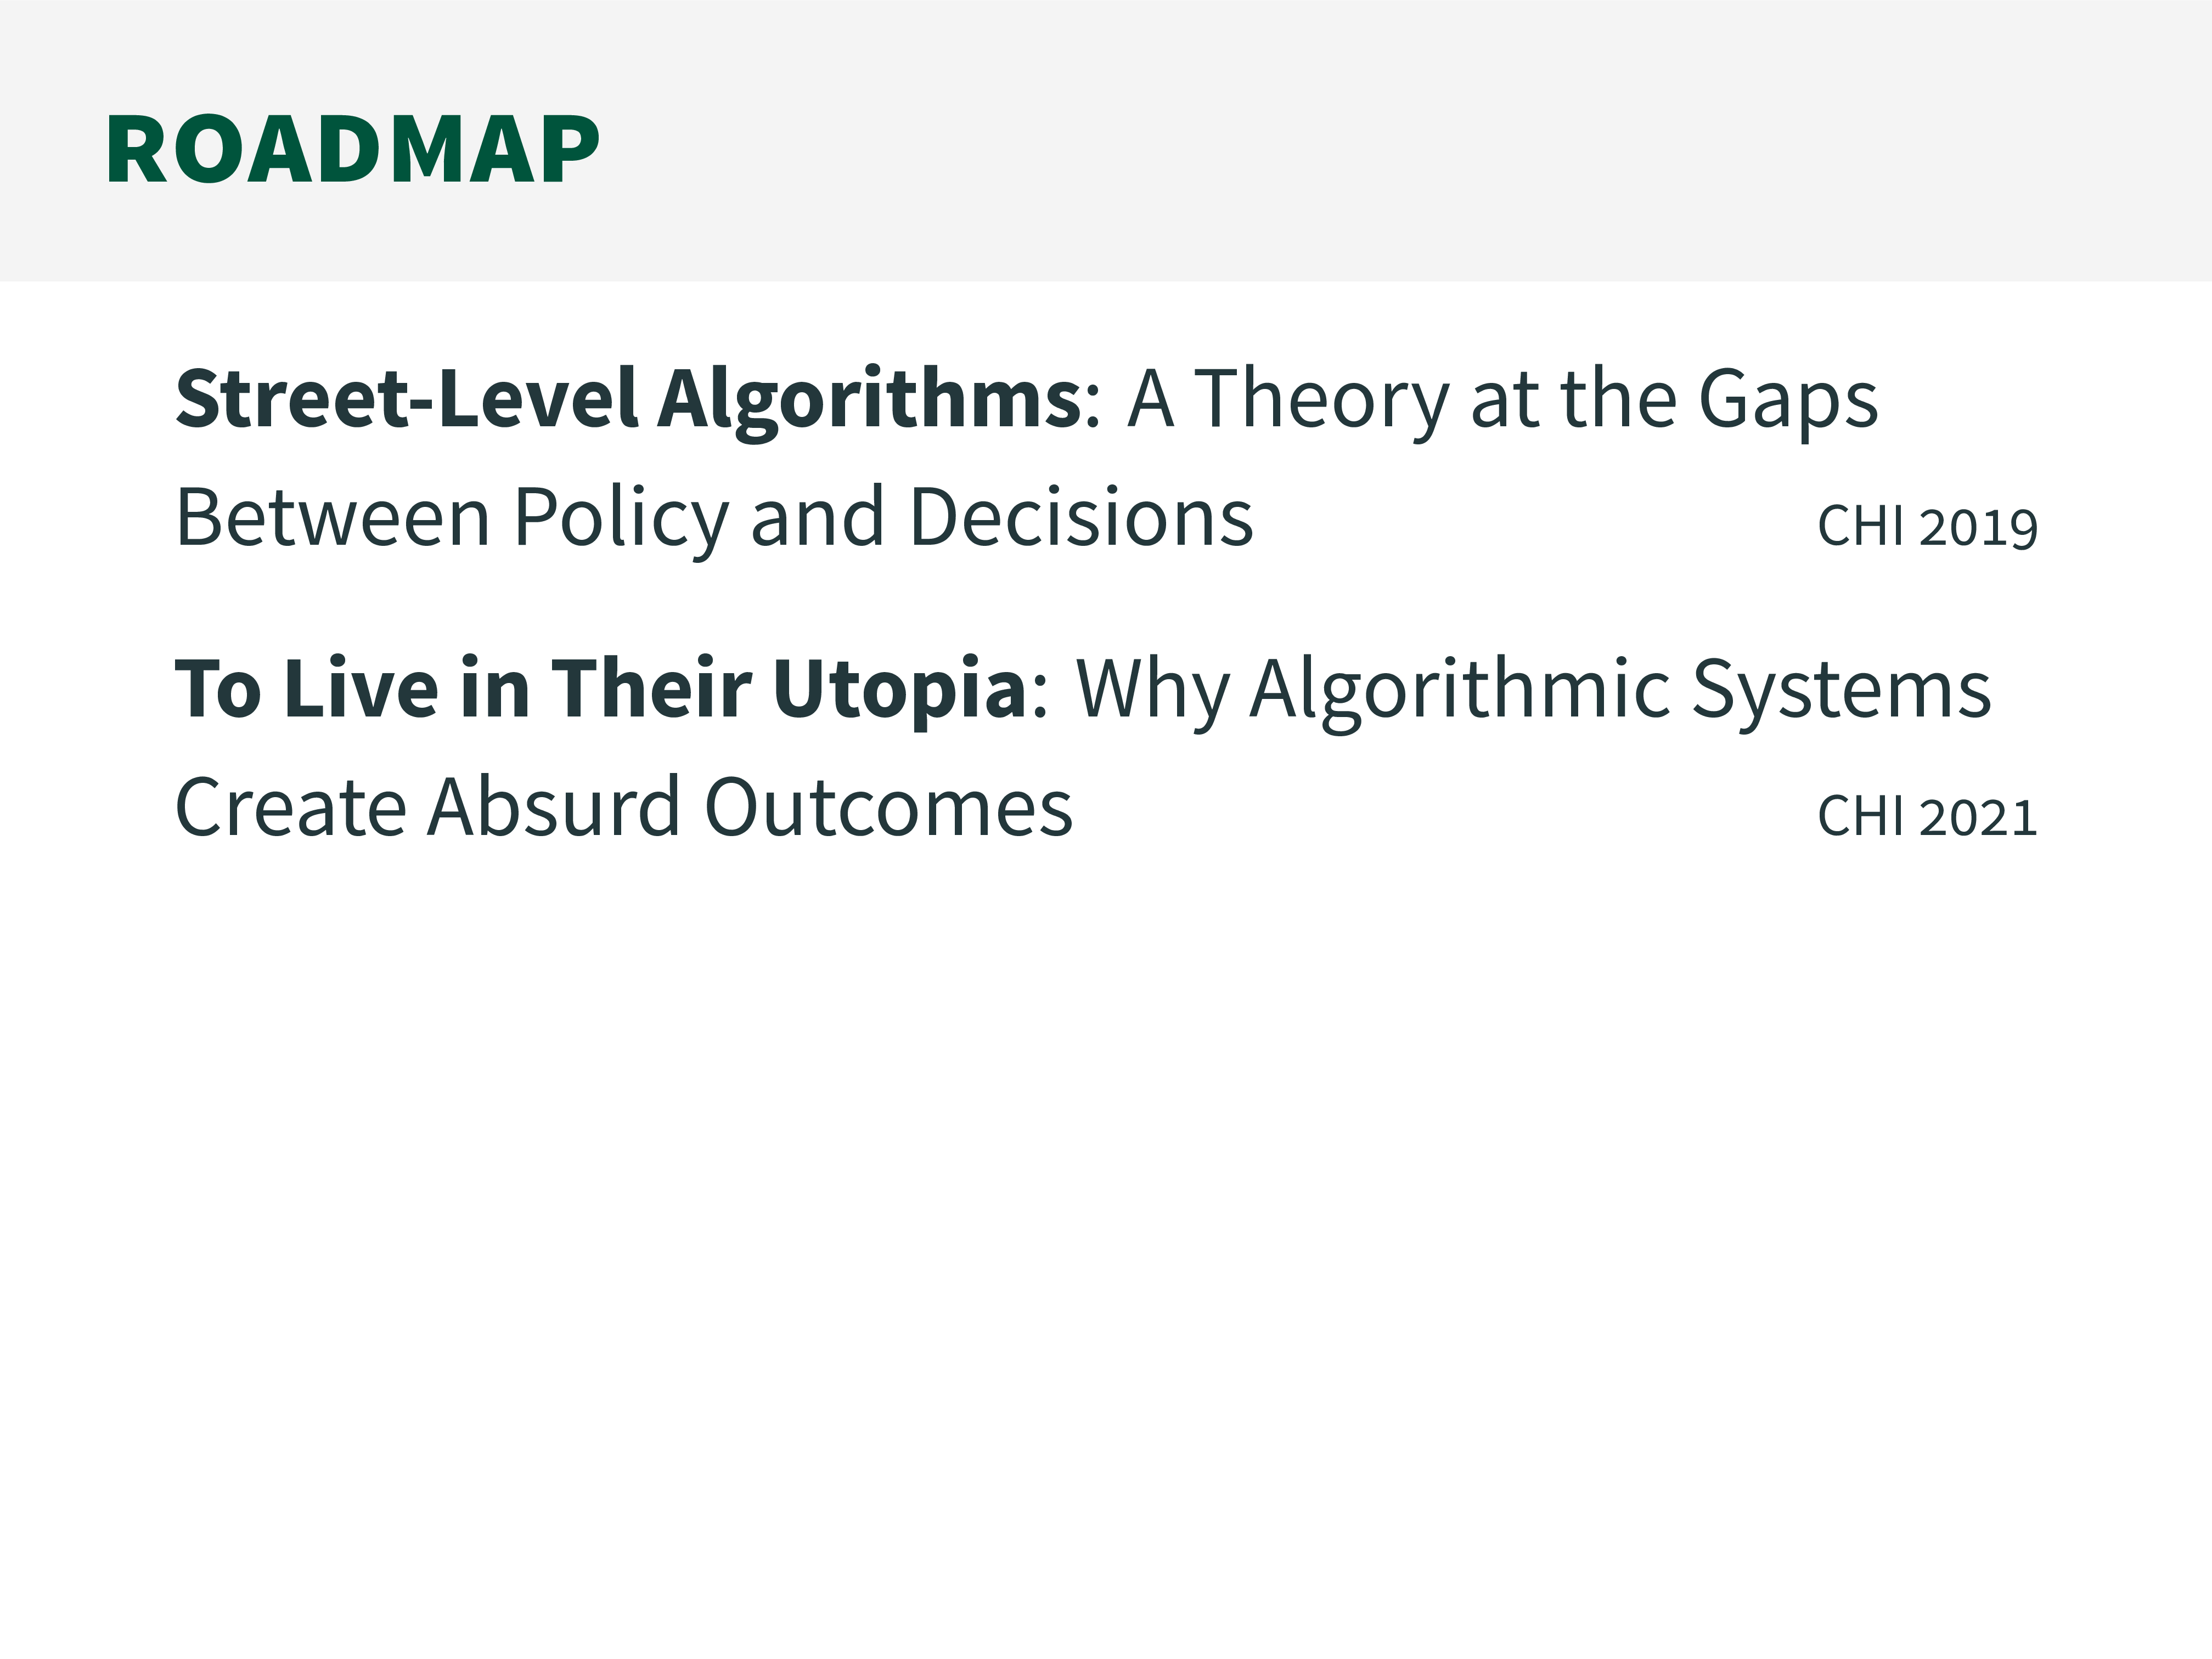 ROADMAP
Street-Level Algorithms: A Theory at the Gaps
Between Policy and Decisions CHI 2019
To Live in Their Utopia: Why Algorithmic Systems
Create Absurd Outcomes CHI 2021